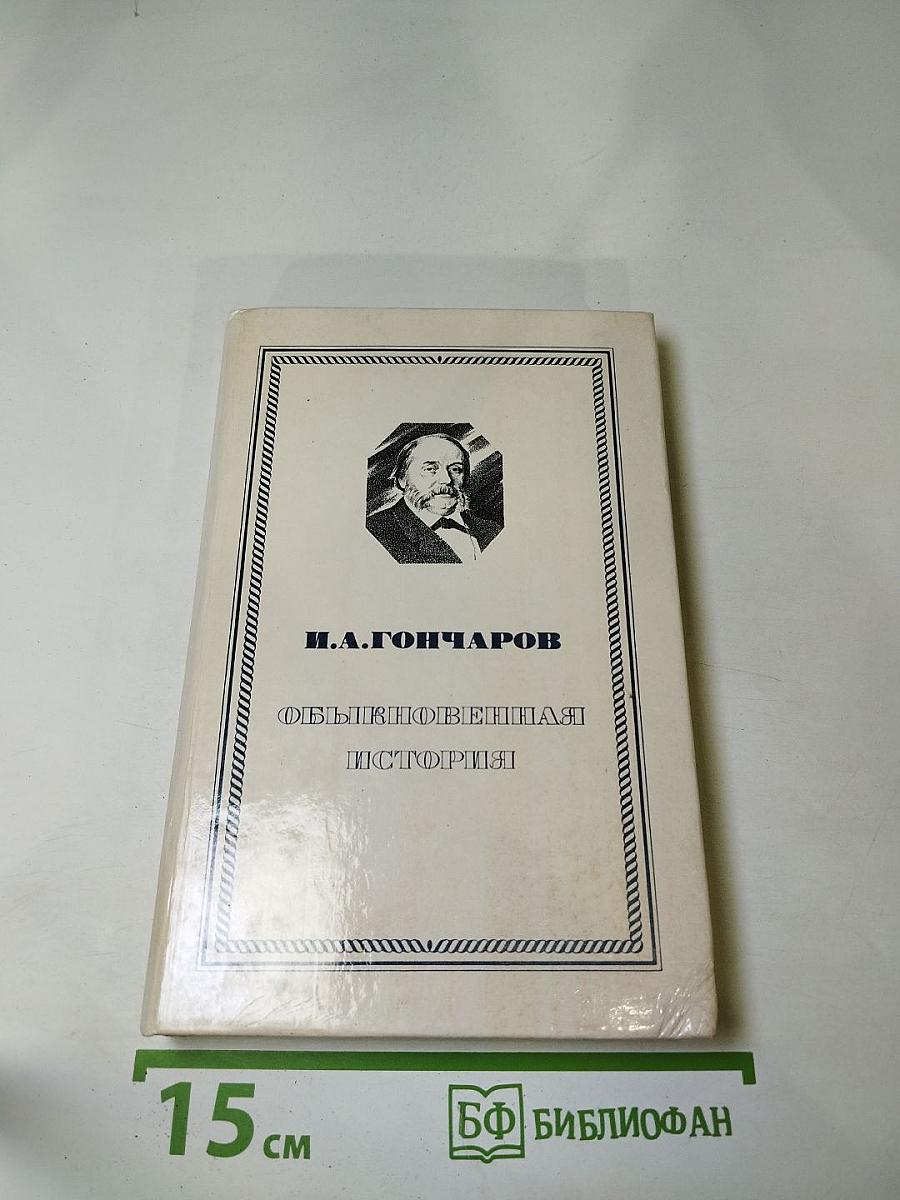 И.А.ГОНЧАРОВ
ОБЫКНОВЕННАЯ
ИСТОРИЯ
15 см
БФ БИБЛИОФАН